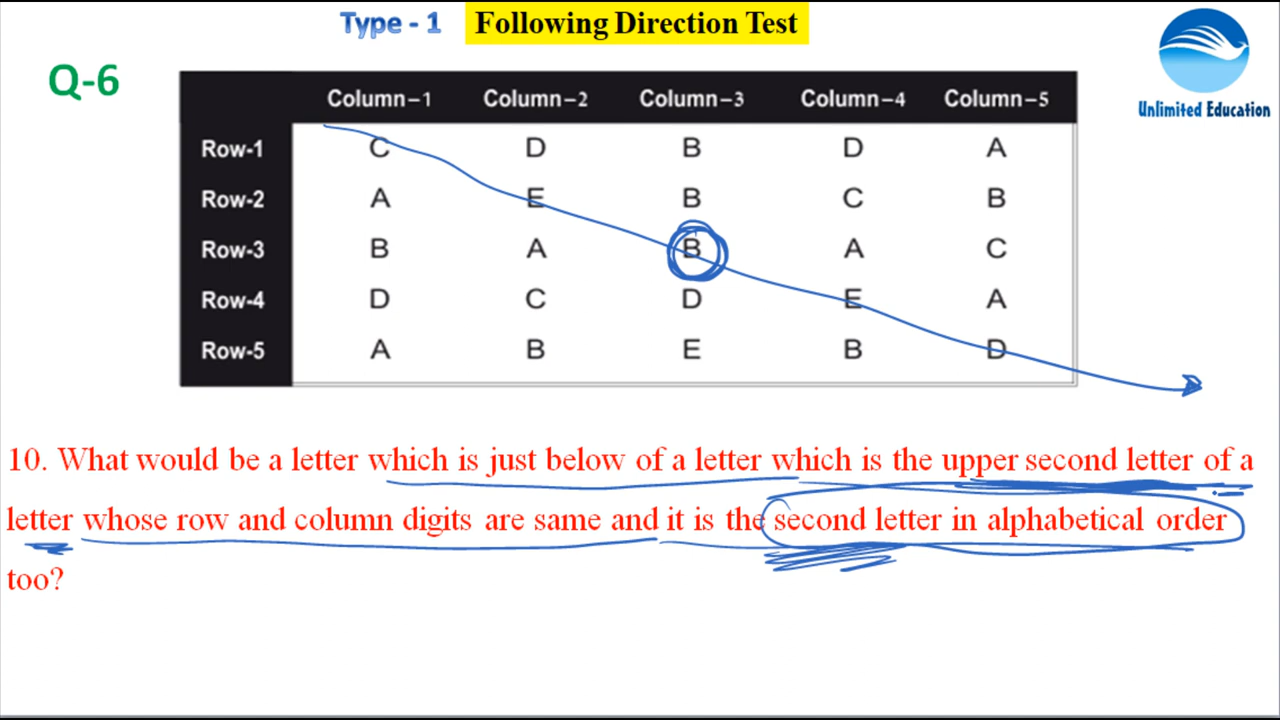 Type - 1 Following Direction Test
Q-6
Unlimited Education
Column-1 Column-2 Column-3 Column-4 Column-5
Row-1 C D B D A
Row-2 A E B C B
Row-3 B A B A C
Row-4 D C D E A
Row-5 A B E B D
10. What would be a letter which is just below of a letter which is the upper second letter of a
letter whose row and column digits are same and it is the second letter in alphabetical order
too?